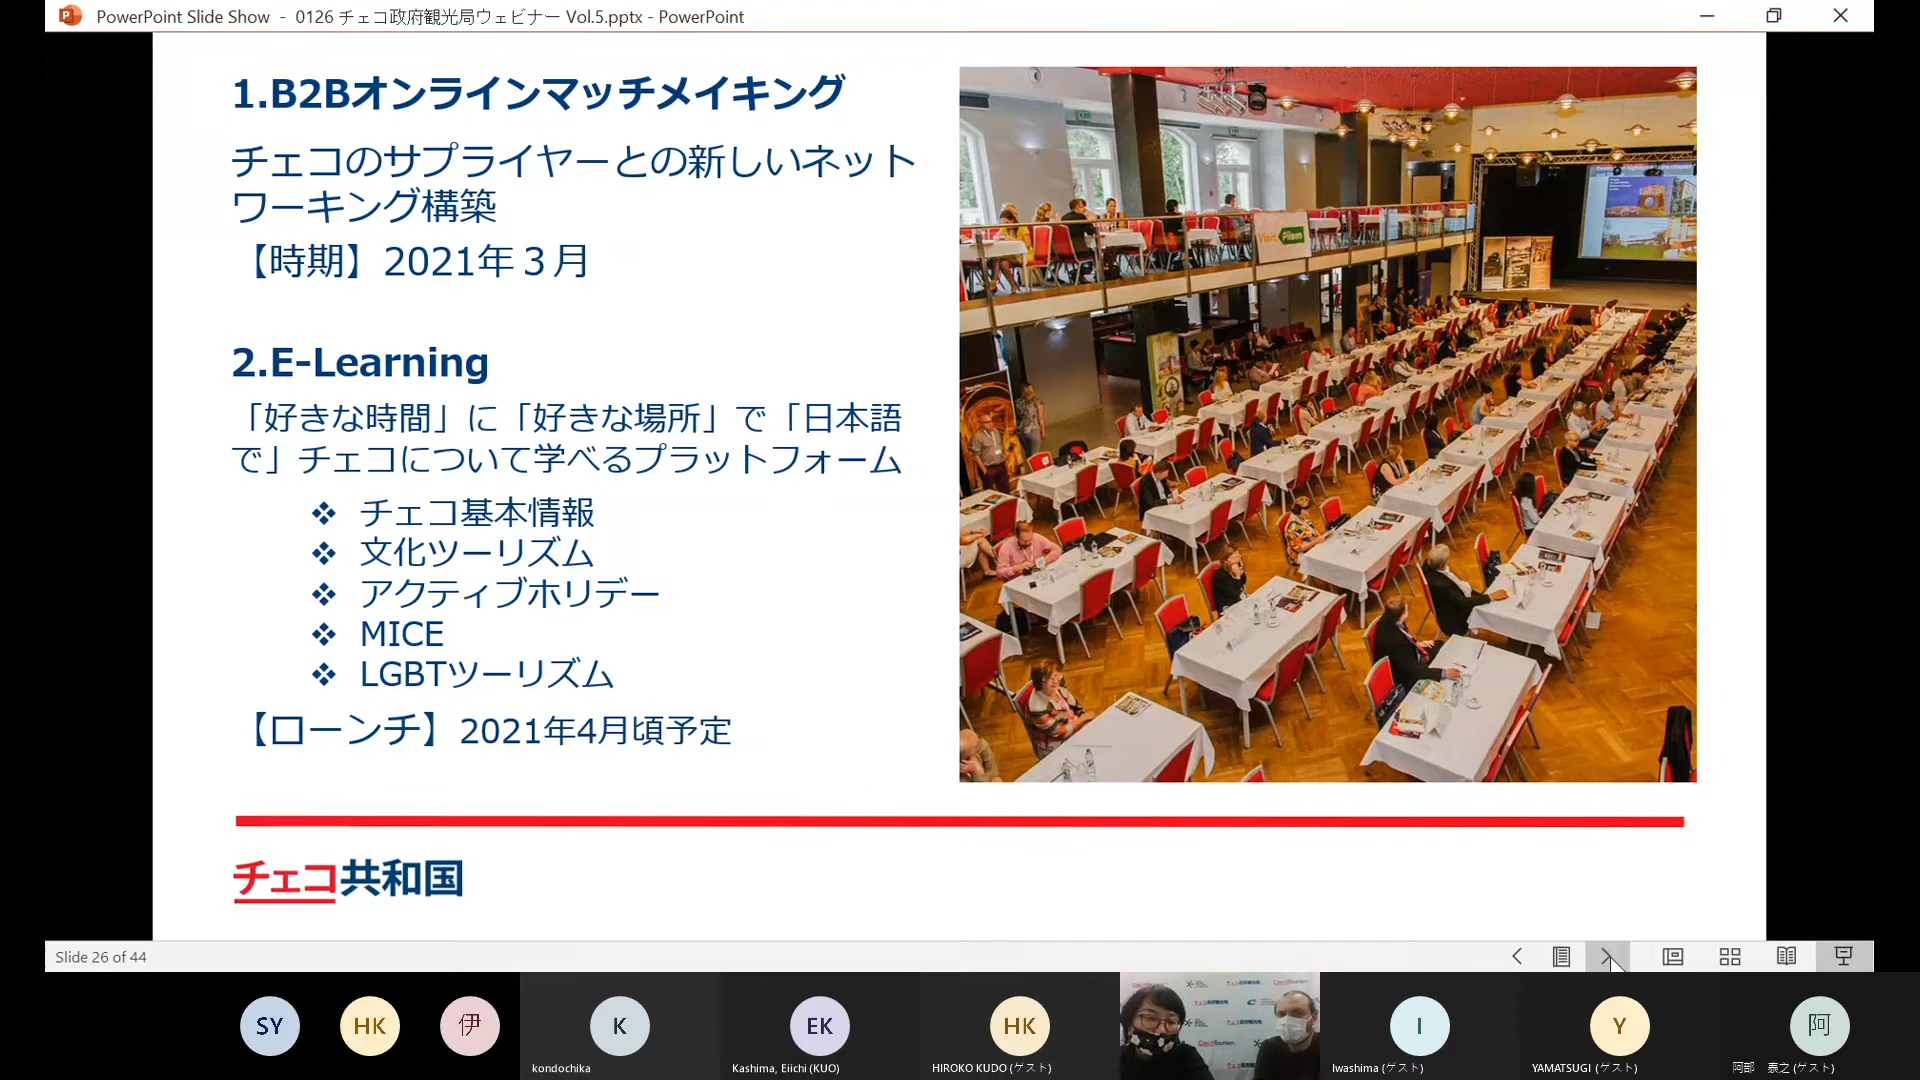 PowerPoint Slide Show - 0126 チェコ政府観光局ウェビナー Vol.5.pptx - PowerPoint
1.B2Bオンラインマッチメイキング
チェコのサプライヤーとの新しいネット
ワーキング構築
【時期】2021年３月
2.E-Learning
「好きな時間」に「好きな場所」で「日本語
で」チェコについて学べるプラットフォーム
❖ チェコ基本情報
❖ 文化ツーリズム
❖ アクティブホリデー
❖ MICE
❖ LGBTツーリズム
【ローンチ】2021年4月頃予定
Visit Pilsen
チェコ共和国
Slide 26 of 44
SY
HK
伊
K
EK
HK
I
Y
阿
kondochika
Kashima, Eiichi (KUO)
HIROKO KUDO (ゲスト)
Iwashima (ゲスト)
YAMATSUGI (ゲスト)
阿部 泰之 (ゲスト)